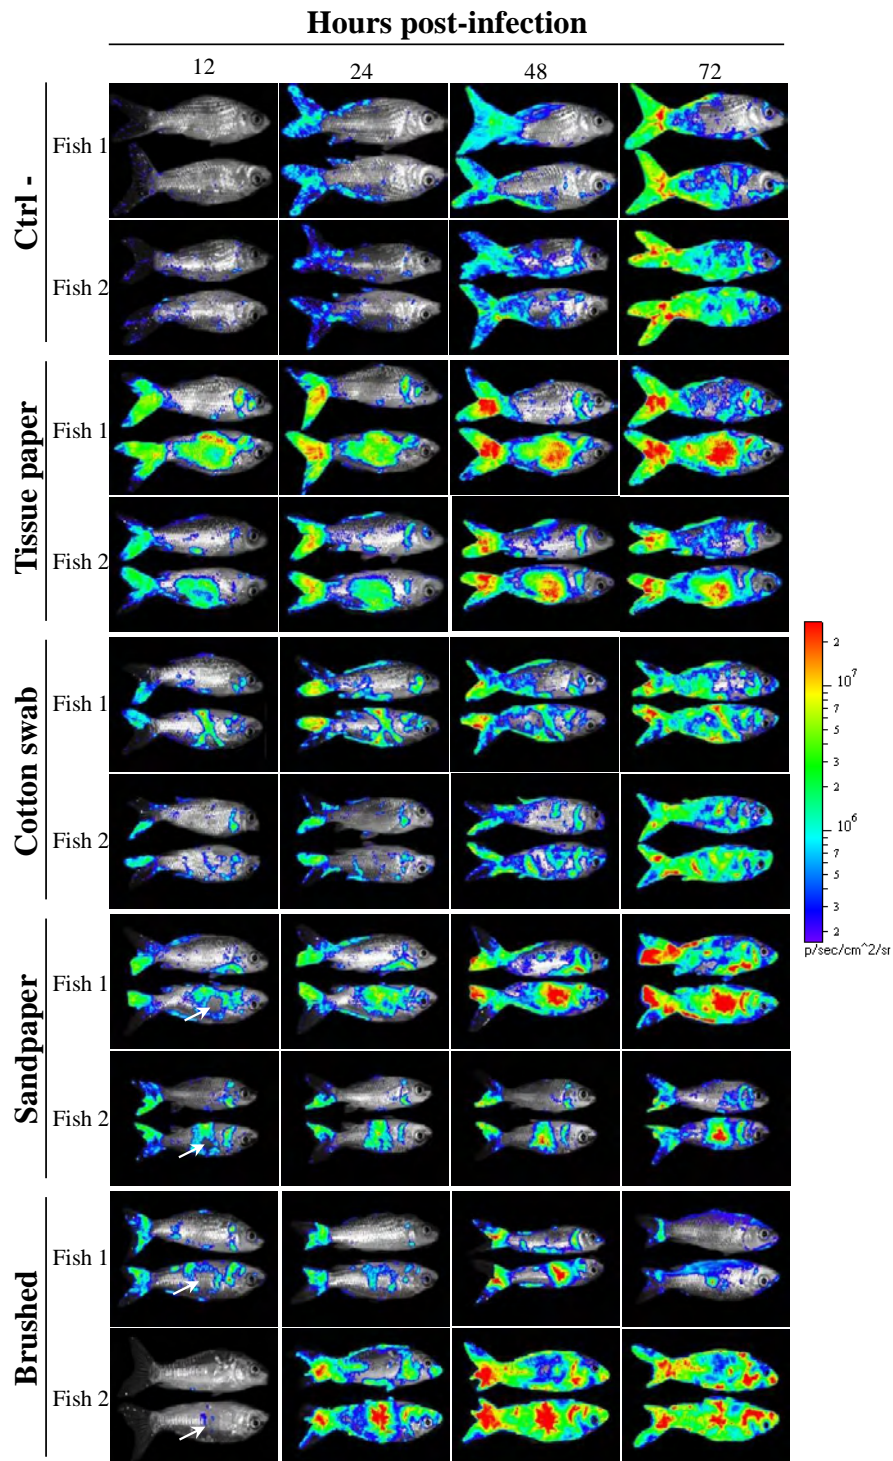 Hours post-infection
12 24 48 72
Ctrl -
Fish 1
Fish 2
Tissue paper
Fish 1
Fish 2
Cotton swab
Fish 1
Fish 2
Sandpaper
Fish 1
Fish 2
Brushed
Fish 1
Fish 2
2
10^7
7
5
3
2
10^6
7
5
3
2
p/sec/cm^2/sr